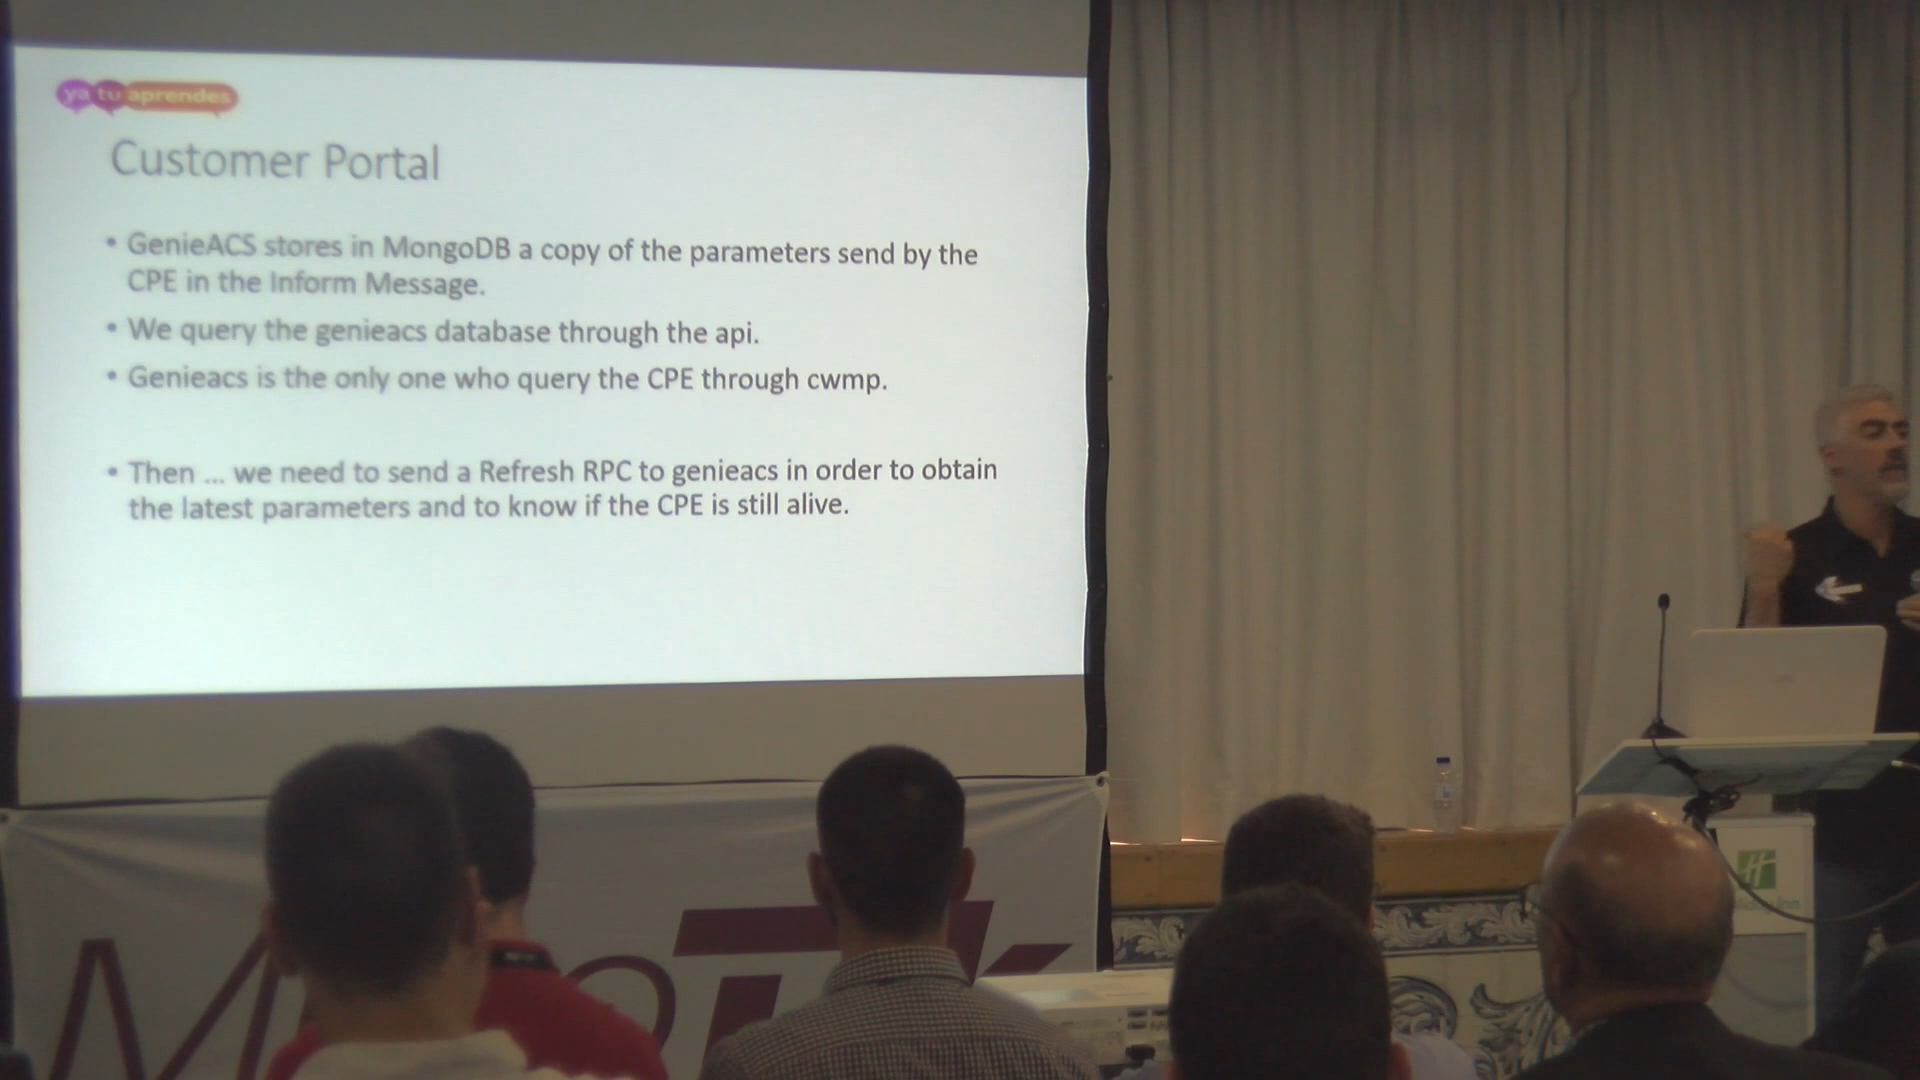 ya tu aprendes
Customer Portal
• GenieACS stores in MongoDB a copy of the parameters send by the
CPE in the Inform Message.
• We query the genieacs database through the api.
• Genieacs is the only one who query the CPE through cwmp.
• Then ... we need to send a Refresh RPC to genieacs in order to obtain
the latest parameters and to know if the CPE is still alive.